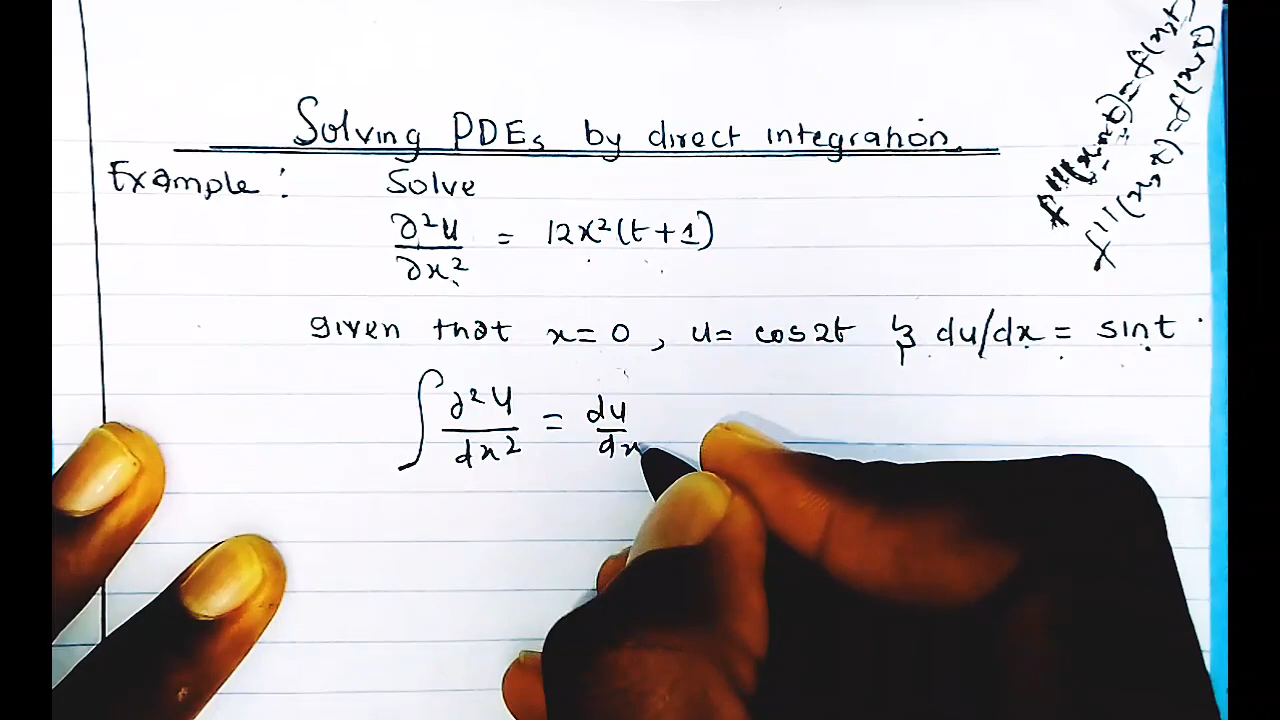 Solving PDEs by direct integration.
Example: Solve
∂²u/∂x² = 12x²(t+1)
given that x=0, u= cos2t & du/dx = sint
∫ ∂²u/dx² = du/dx
f'''(x,t) = f(x,t)